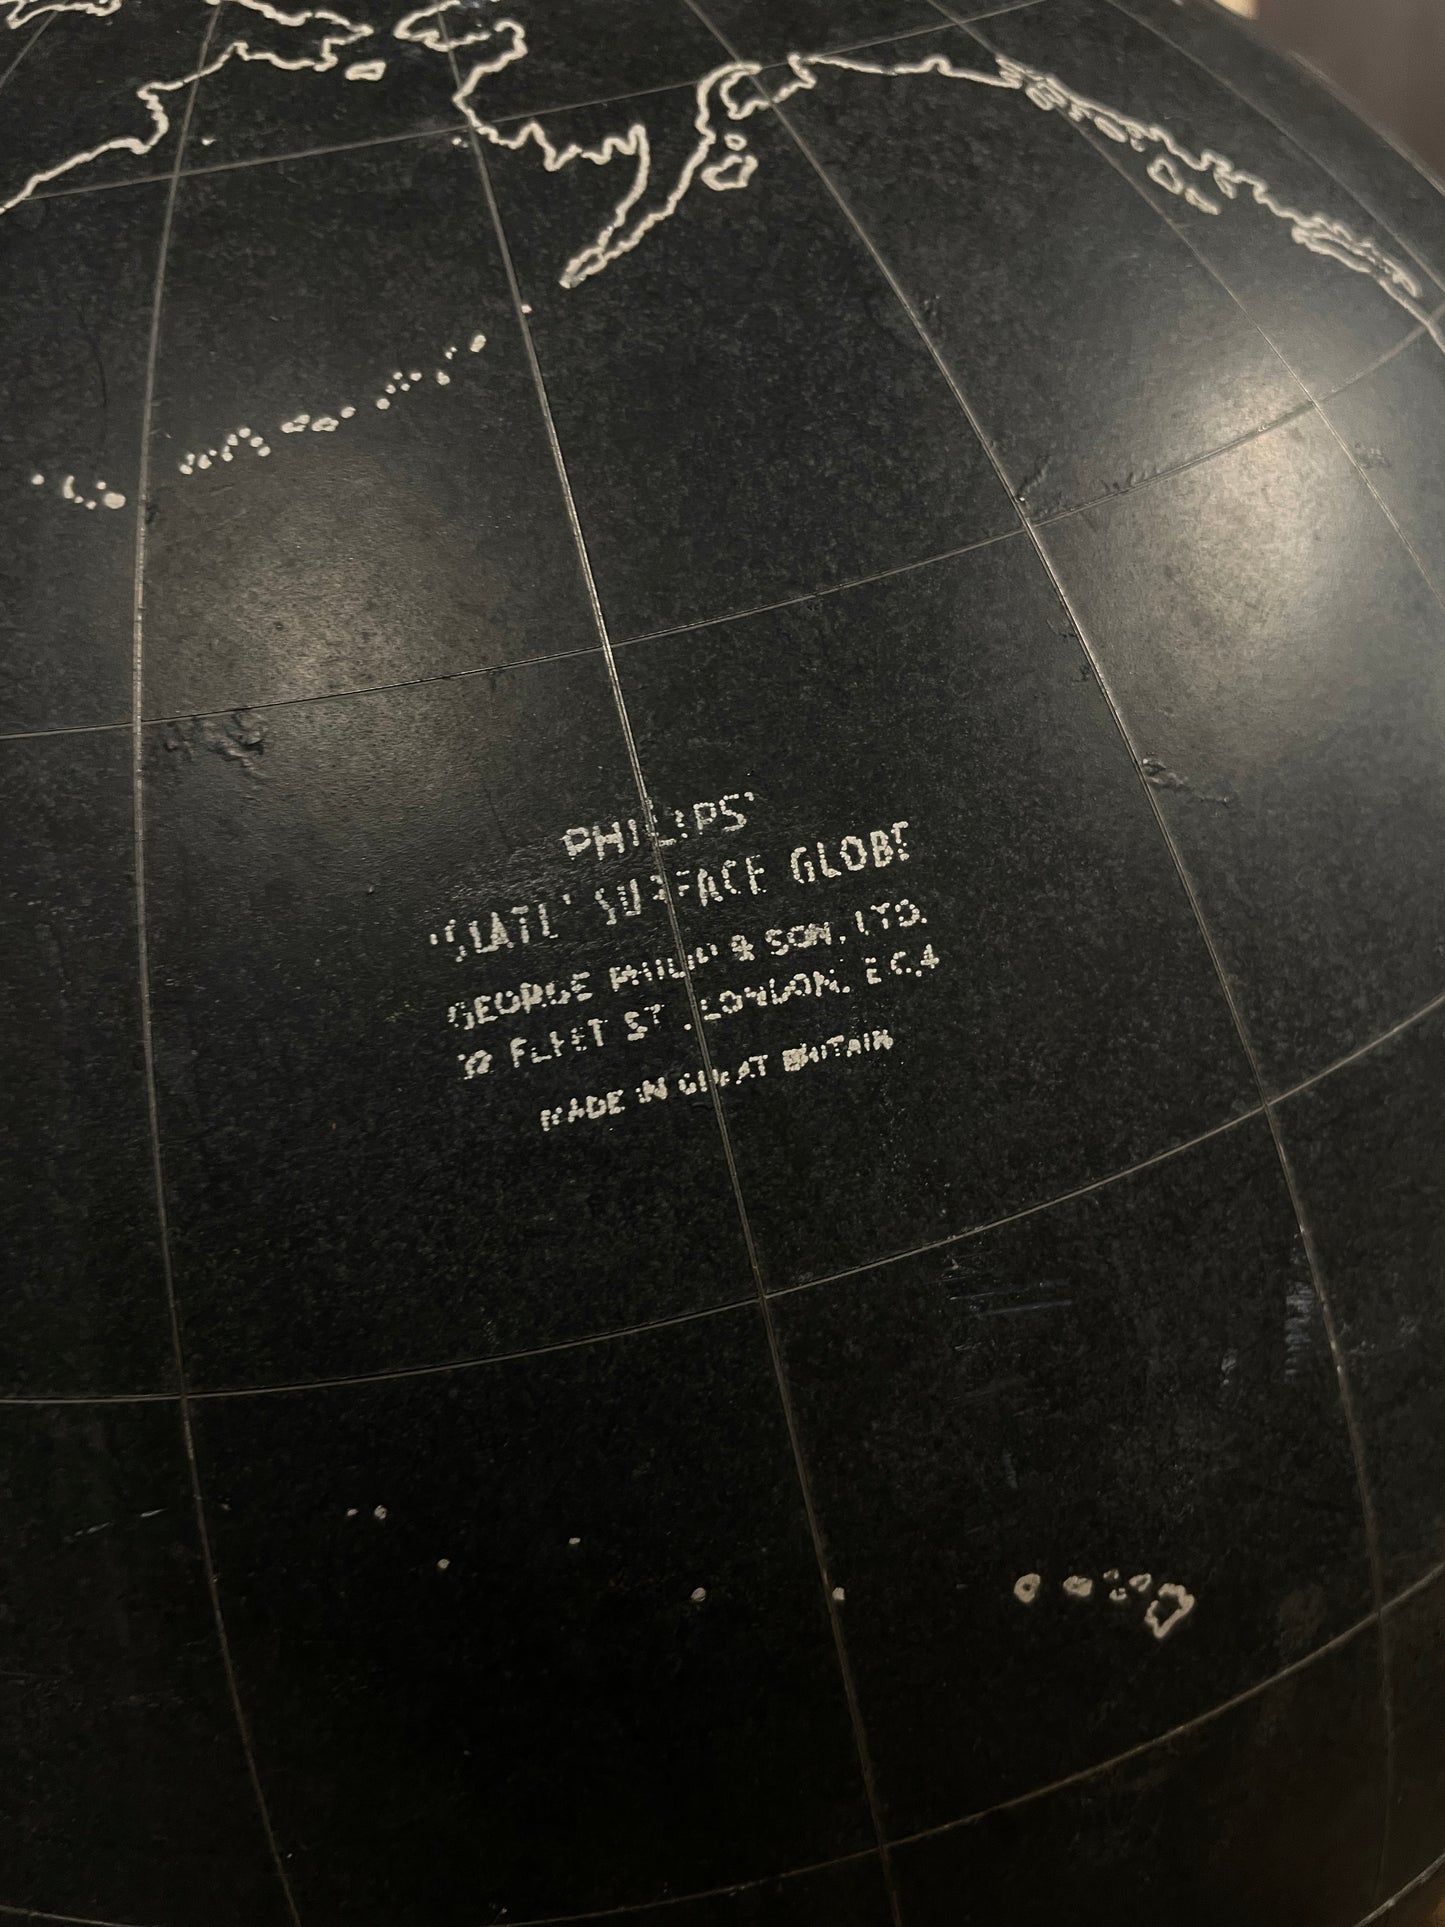 PHILIPS'
'SLATE' SURFACE GLOBE
GEORGE PHILIP & SON, LTD.
32 FLEET ST., LONDON, E.C.4
MADE IN GREAT BRITAIN